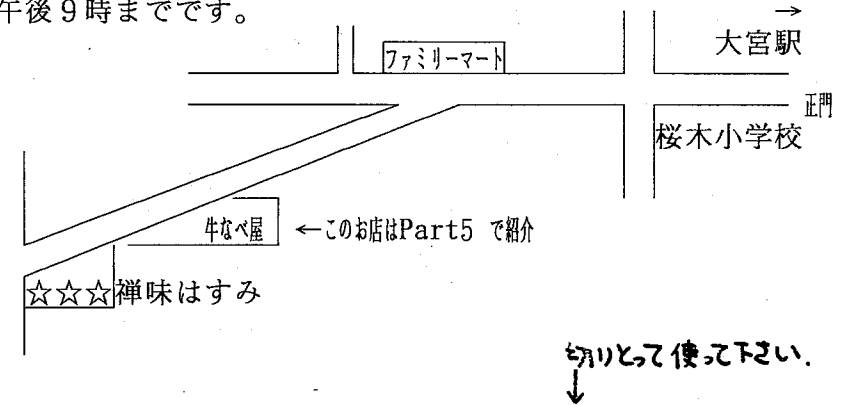 午後9時までです。
→
大宮駅
ファミリーマート
正門
桜木小学校
牛なべ屋 ←このお店はPart5 で紹介
☆☆☆禅味はすみ
切りとって使って下さい.
↓